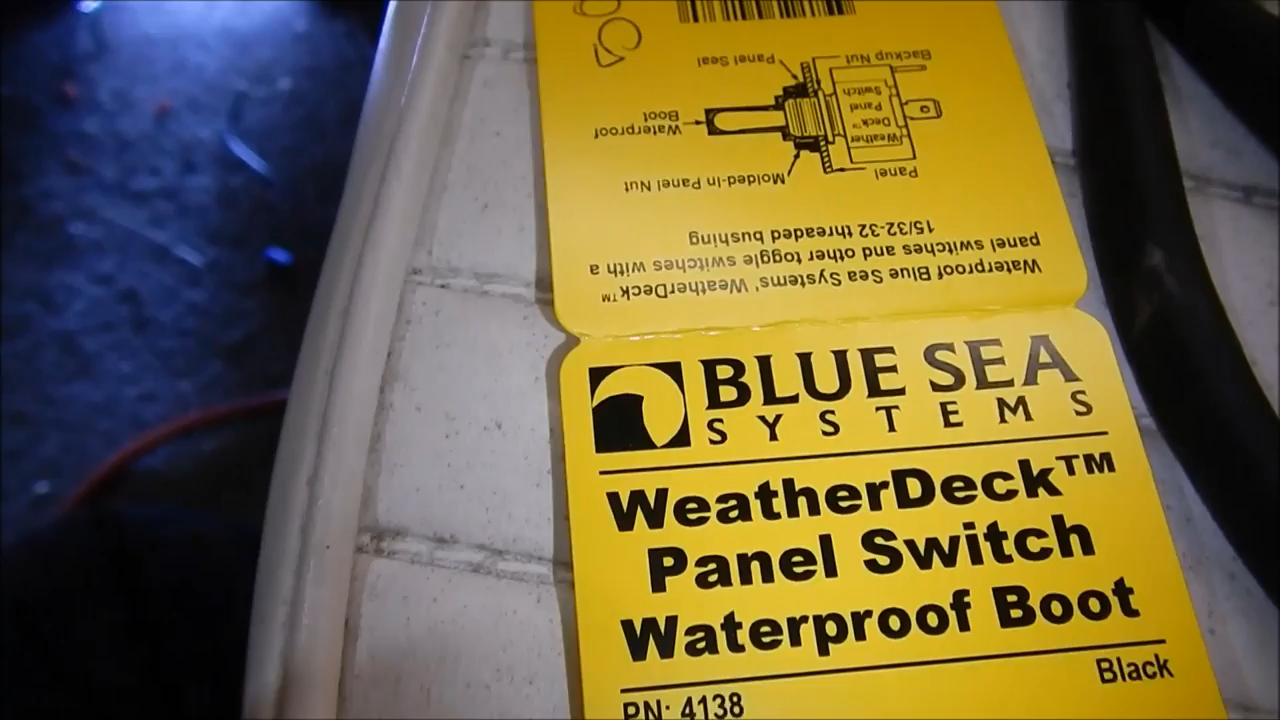 BLUE SEA
SYSTEMS
WeatherDeck™
Panel Switch
Waterproof Boot
Black
PN: 4138
Waterproof Blue Sea Systems' WeatherDeck™
panel switches and other toggle switches with a
15/32-32 threaded bushing
Panel
Molded-In Panel Nut
Weather
Deck™
Panel
Switch
Waterproof
Boot
Backup Nut
Panel Seal